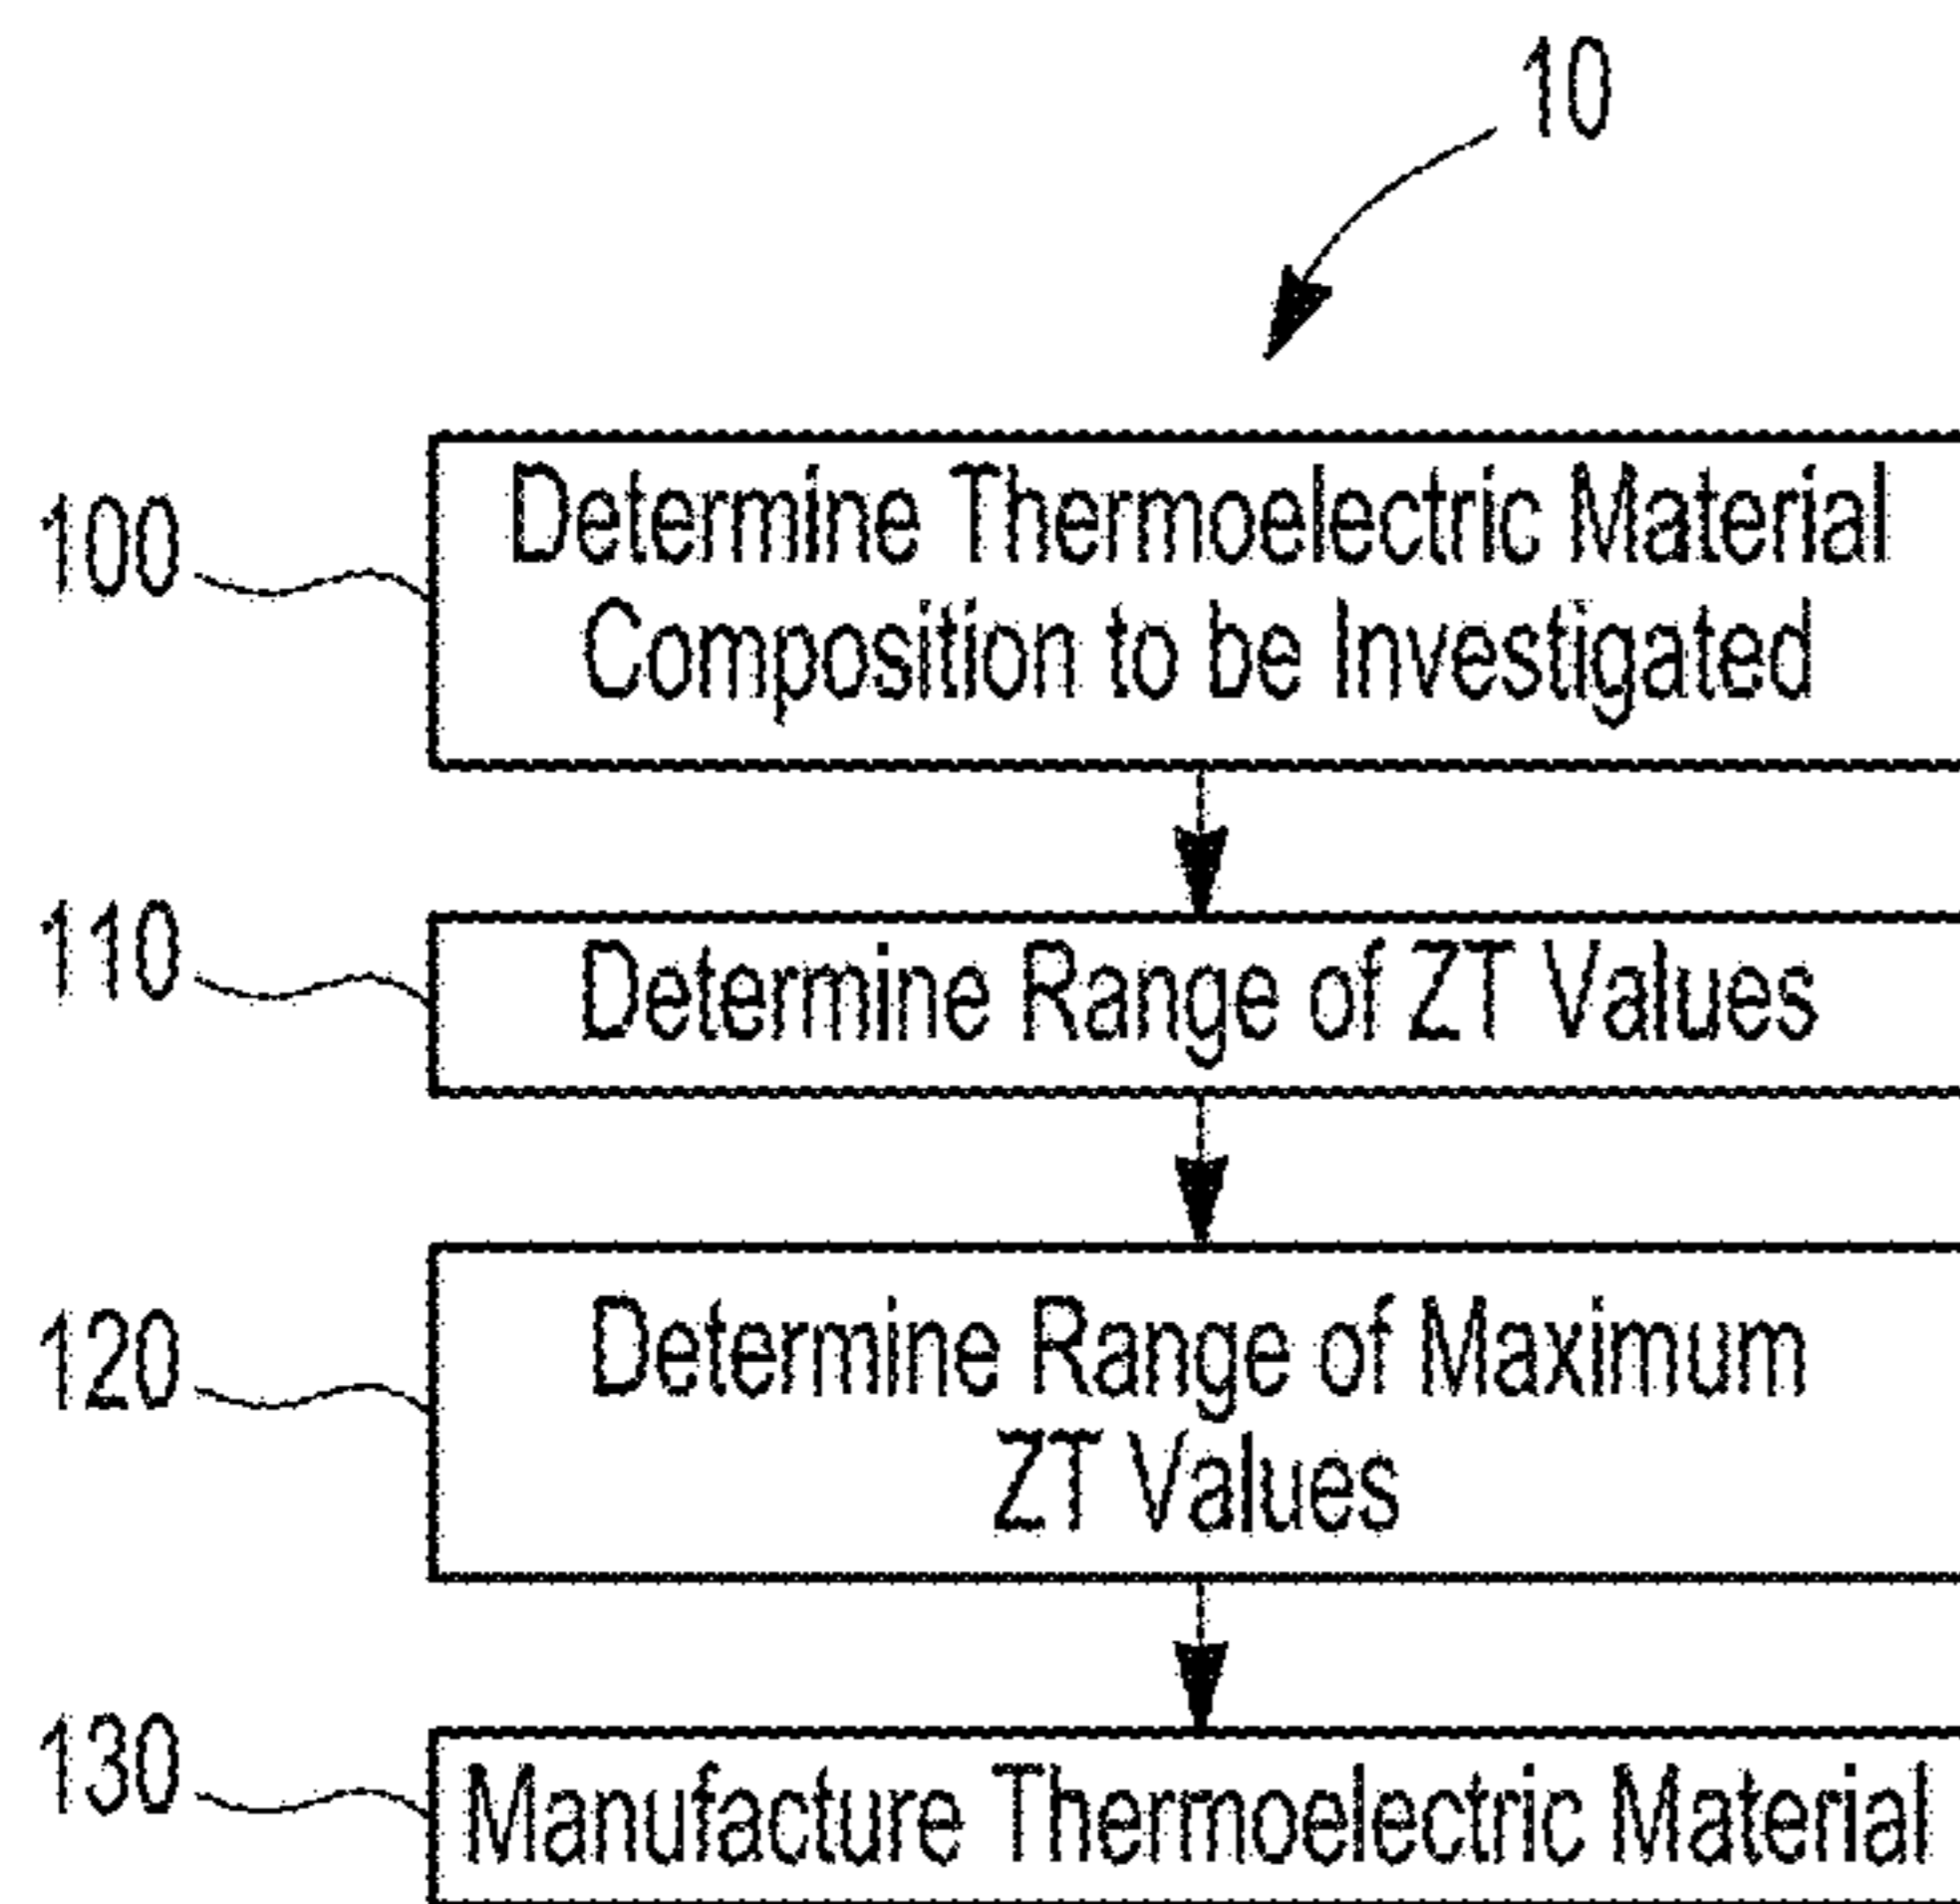 10
100
Determine Thermoelectric Material
Composition to be Investigated
110
Determine Range of ZT Values
120
Determine Range of Maximum
ZT Values
130
Manufacture Thermoelectric Material